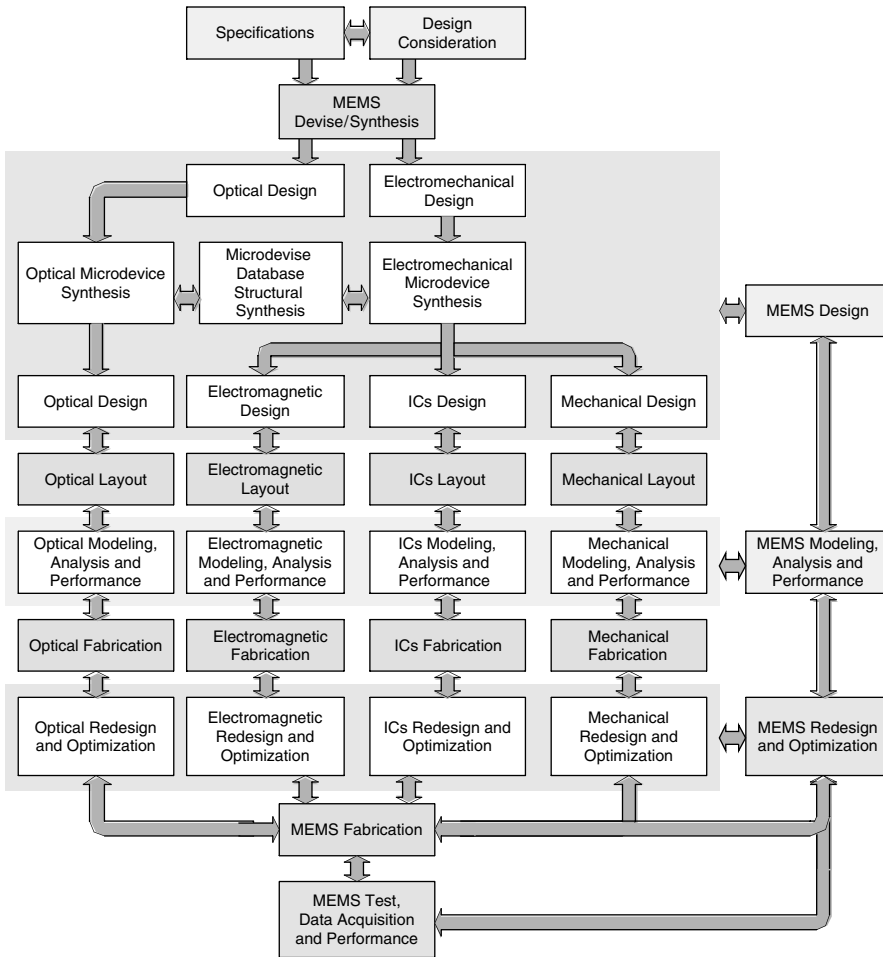 Specifications
Design
Consideration
MEMS
Devise/Synthesis
Optical Design
Electromechanical
Design
Optical Microdevice
Synthesis
Microdevise
Database
Structural
Synthesis
Electromechanical
Microdevice
Synthesis
MEMS Design
Optical Design
Electromagnetic
Design
ICs Design
Mechanical Design
Optical Layout
Electromagnetic
Layout
ICs Layout
Mechanical Layout
Optical Modeling,
Analysis and
Performance
Electromagnetic
Modeling, Analysis
and Performance
ICs Modeling,
Analysis and
Performance
Mechanical
Modeling, Analysis
and Performance
MEMS Modeling,
Analysis and
Performance
Optical Fabrication
Electromagnetic
Fabrication
ICs Fabrication
Mechanical
Fabrication
Optical Redesign
and Optimization
Electromagnetic
Redesign and
Optimization
ICs Redesign and
Optimization
Mechanical
Redesign and
Optimization
MEMS Redesign
and Optimization
MEMS Fabrication
MEMS Test,
Data Acquisition
and Performance